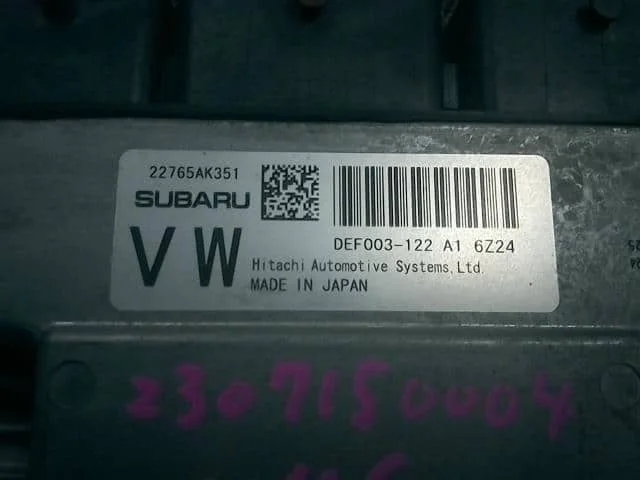 22765AK351
SUBARU
DEF003-122 A1 6Z24
VW
Hitachi Automotive Systems,Ltd.
MADE IN JAPAN
2307150004